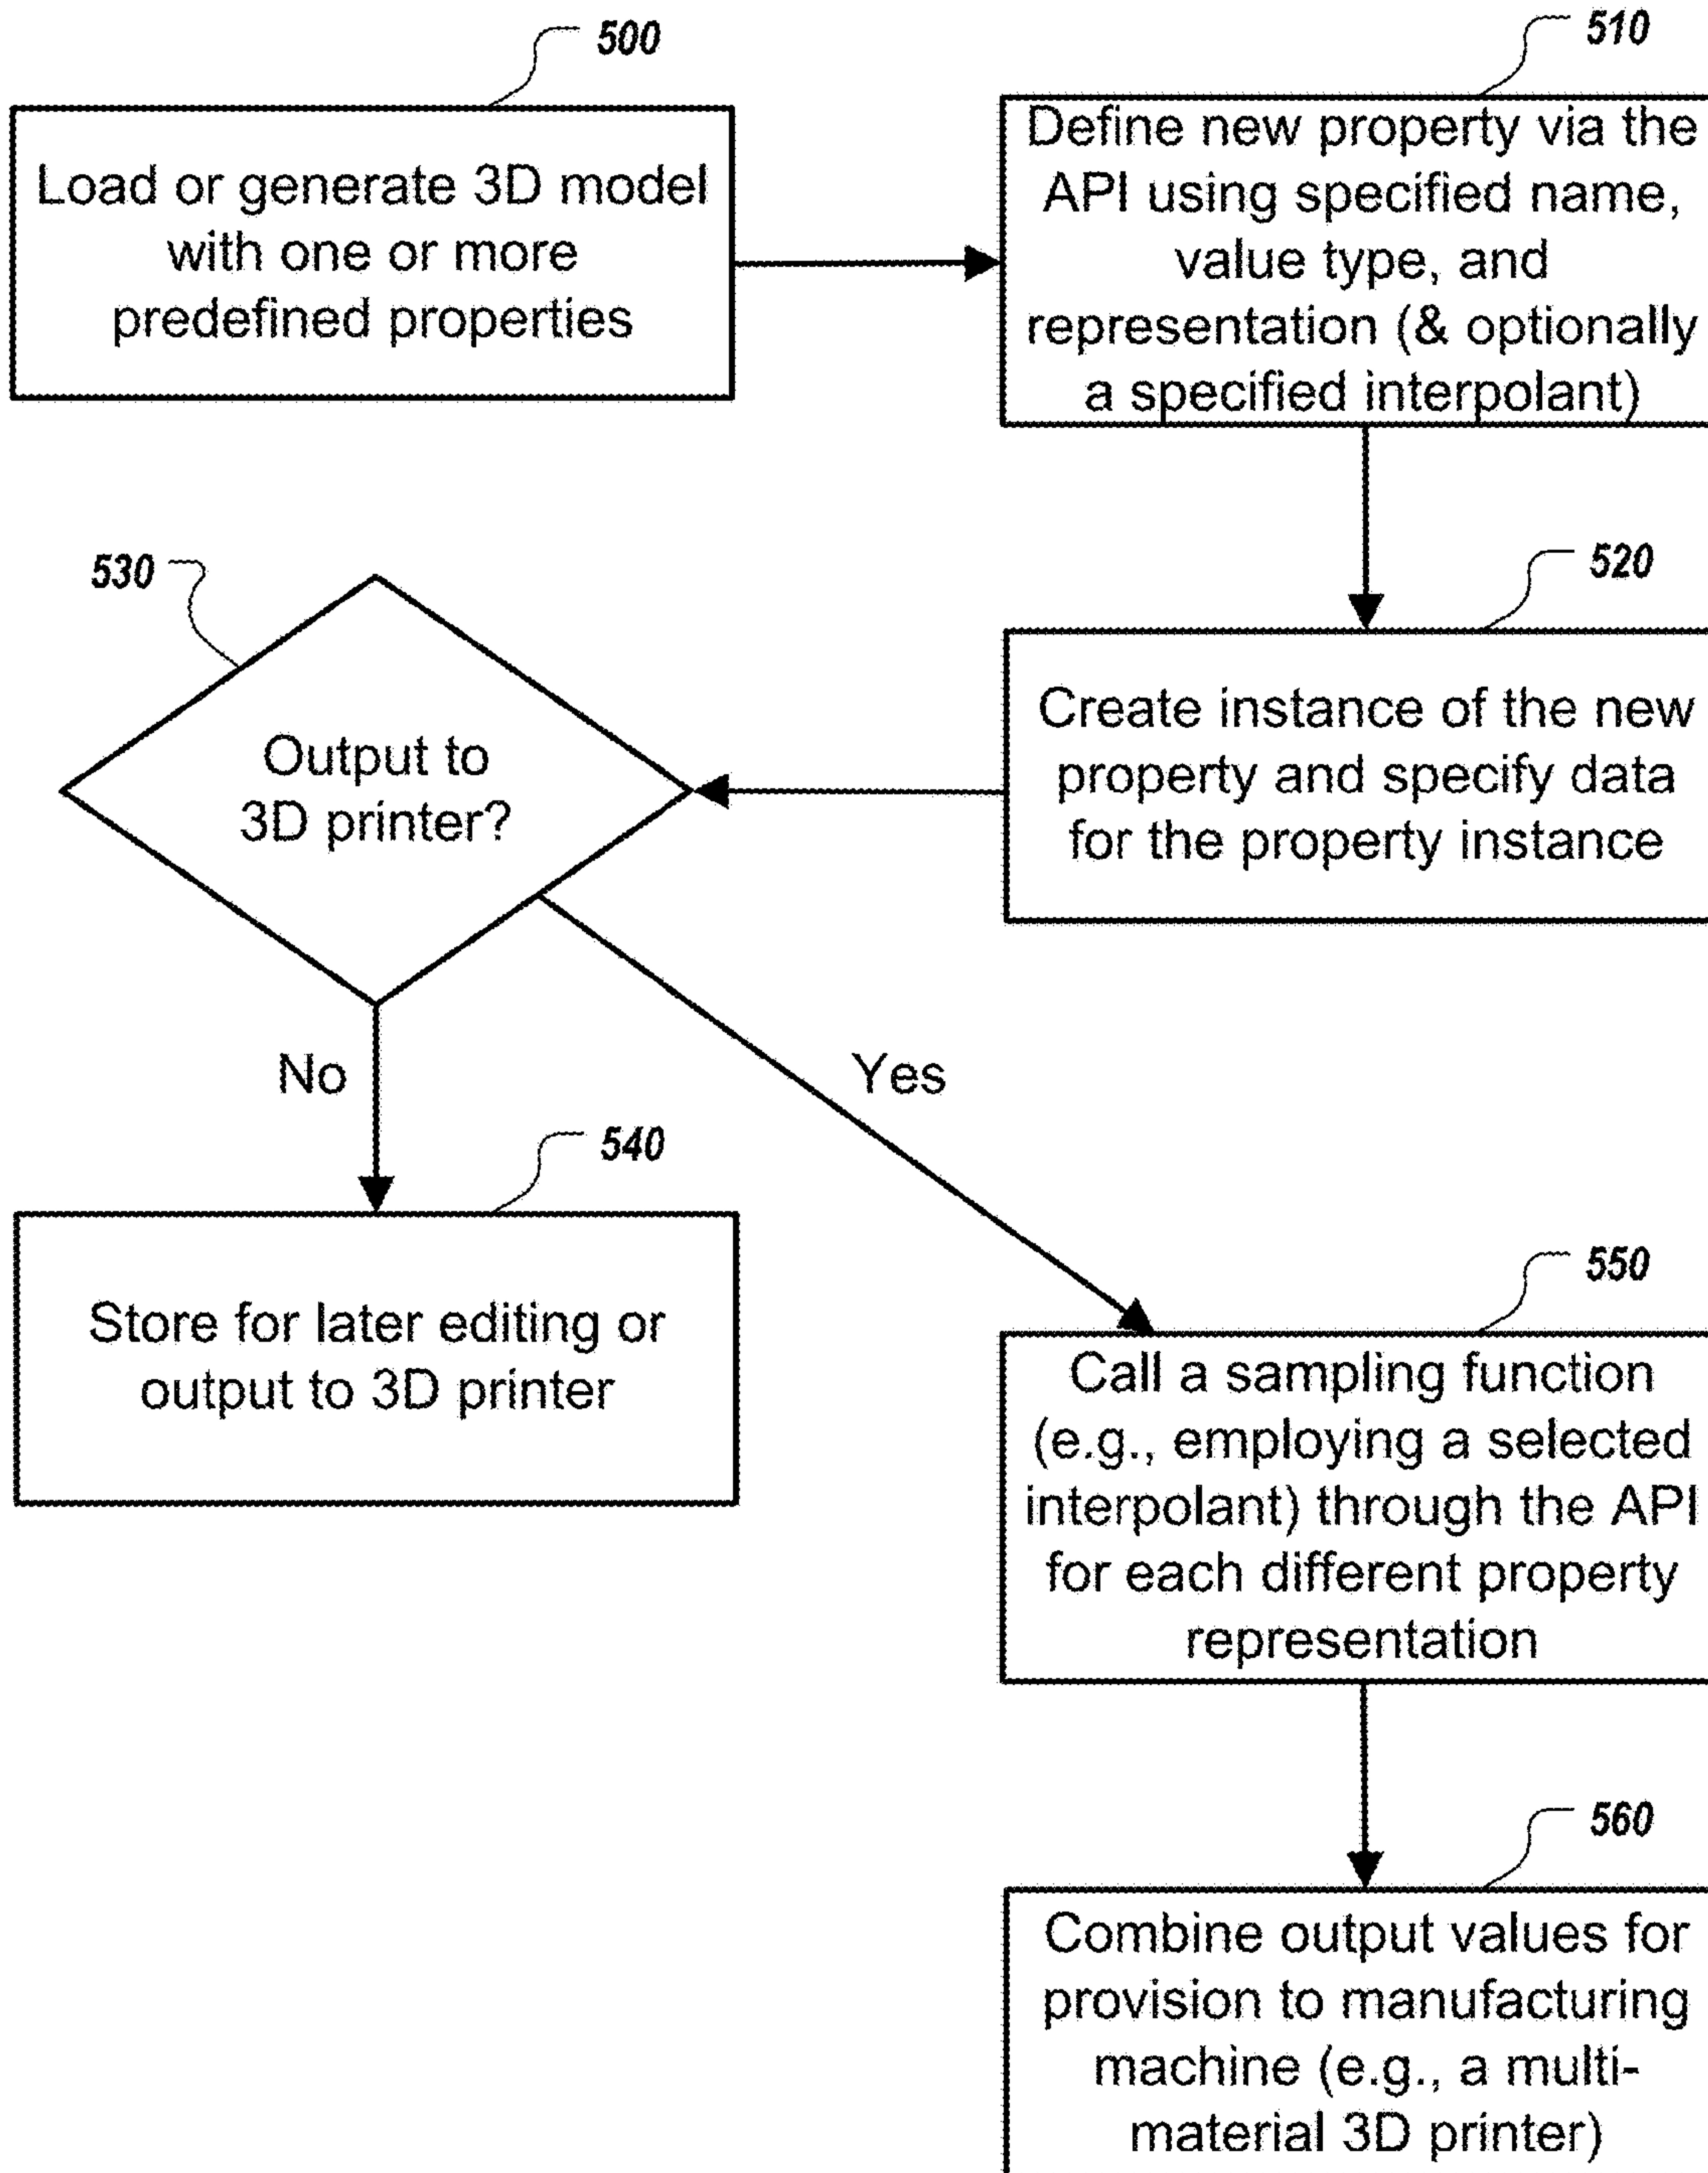 500
Load or generate 3D model
with one or more
predefined properties
510
Define new property via the
API using specified name,
value type, and
representation (& optionally
a specified interpolant)
520
Create instance of the new
property and specify data
for the property instance
530
Output to
3D printer?
No
Yes
540
Store for later editing or
output to 3D printer
550
Call a sampling function
(e.g., employing a selected
interpolant) through the API
for each different property
representation
560
Combine output values for
provision to manufacturing
machine (e.g., a multi-
material 3D printer)